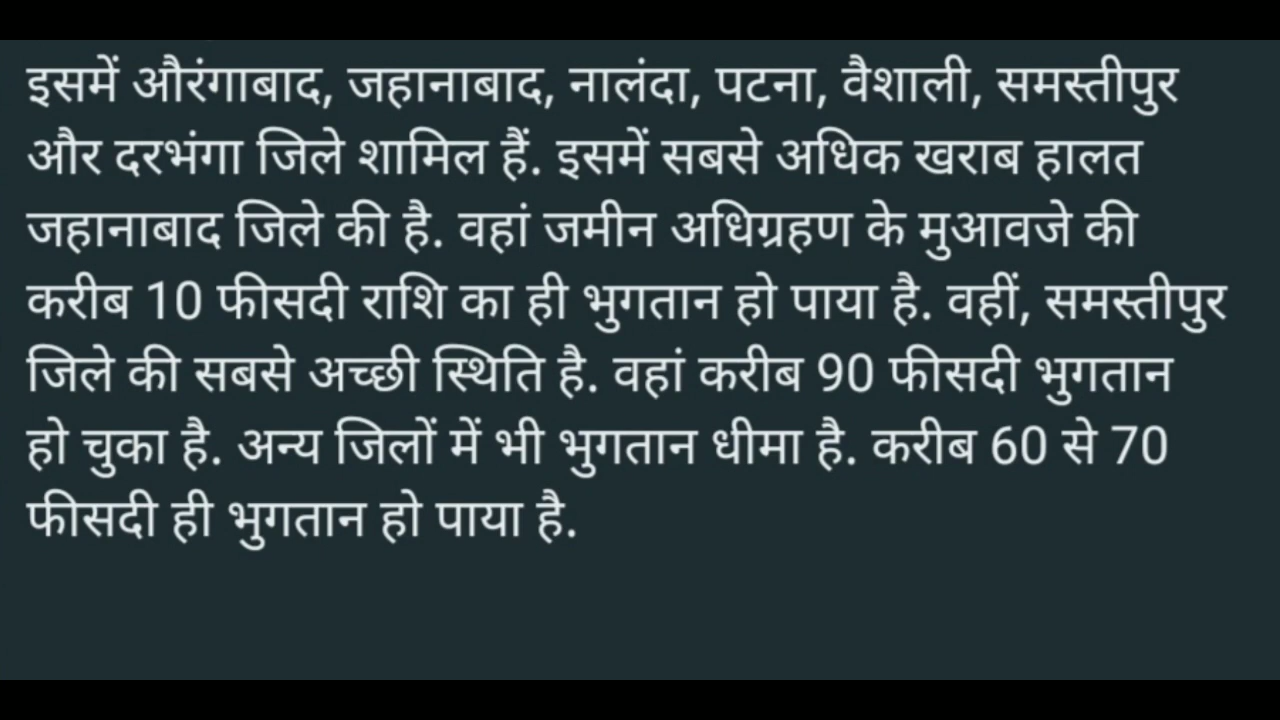 इसमें औरंगाबाद, जहानाबाद, नालंदा, पटना, वैशाली, समस्तीपुर
और दरभंगा जिले शामिल हैं. इसमें सबसे अधिक खराब हालत
जहानाबाद जिले की है. वहां जमीन अधिग्रहण के मुआवजे की
करीब 10 फीसदी राशि का ही भुगतान हो पाया है. वहीं, समस्तीपुर
जिले की सबसे अच्छी स्थिति है. वहां करीब 90 फीसदी भुगतान
हो चुका है. अन्य जिलों में भी भुगतान धीमा है. करीब 60 से 70
फीसदी ही भुगतान हो पाया है.